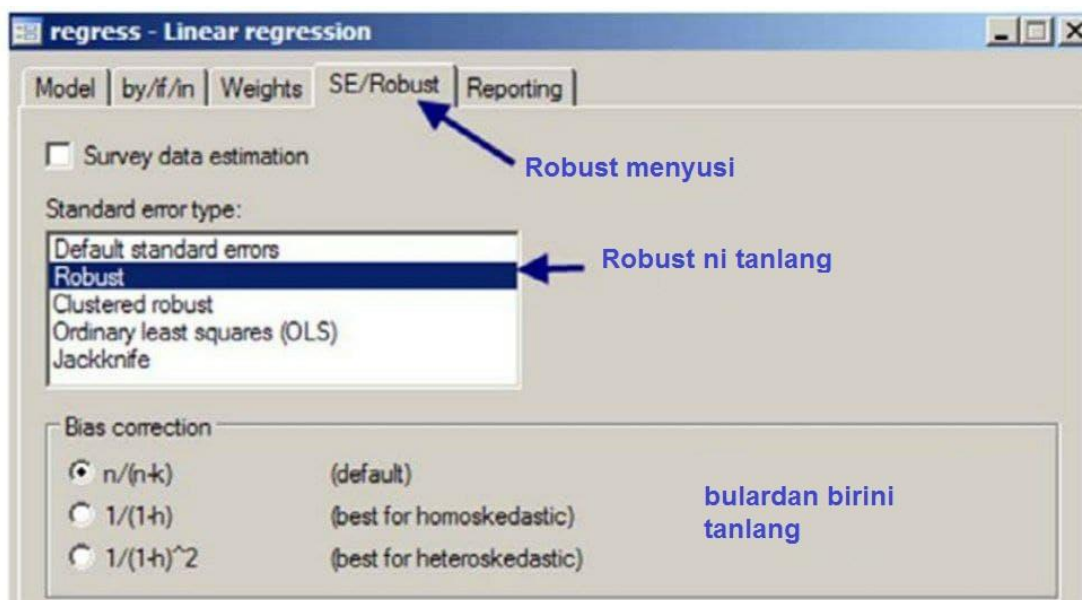 regress - Linear regression
Model by/if/in Weights SE/Robust Reporting
Survey data estimation
Robust menyusi
Standard error type:
Default standard errors
Robust
Robust ni tanlang
Clustered robust
Ordinary least squares (OLS)
Jackknife
Bias correction
n/(n-k) (default)
1/(1-h) (best for homoskedastic)
1/(1-h)^2 (best for heteroskedastic)
bulardan birini
tanlang